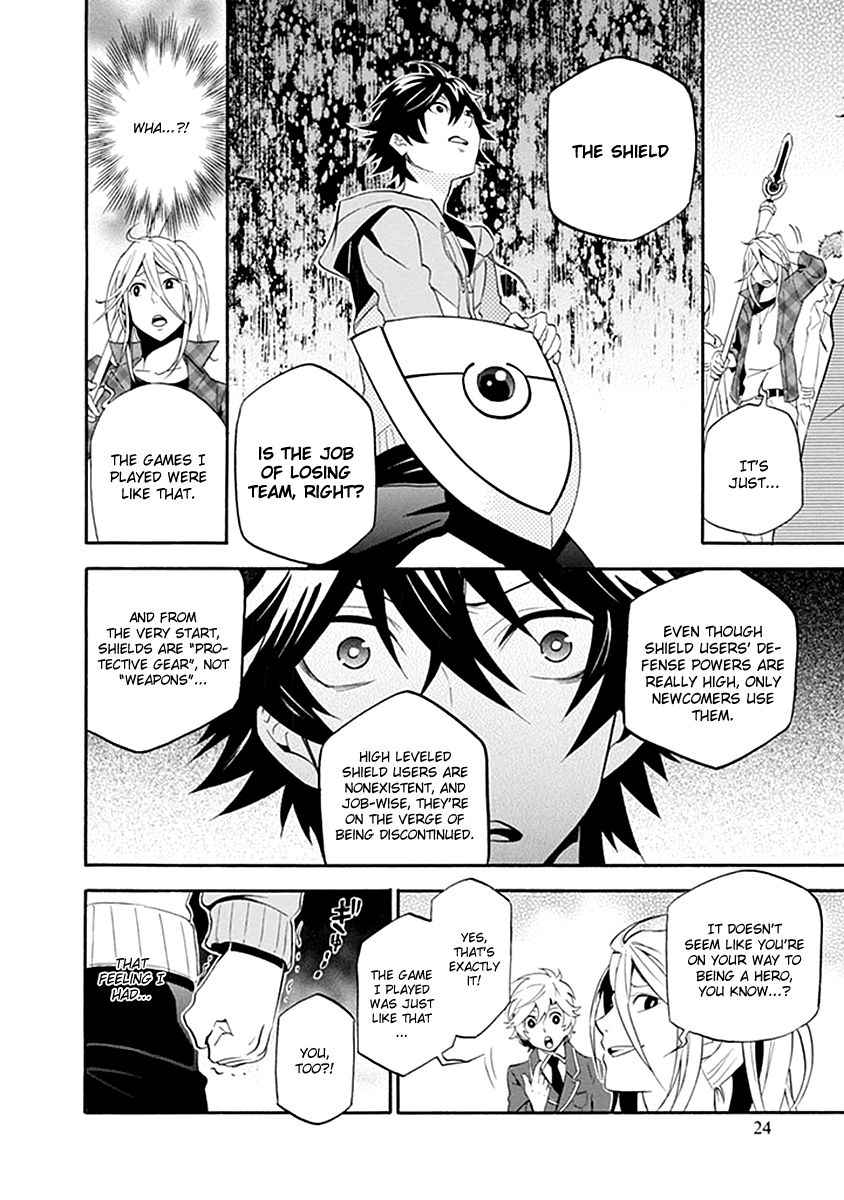 IT'S
JUST...
THE SHIELD
IS THE JOB
OF LOSING
TEAM, RIGHT?
WHA...?!
THE GAMES I
PLAYED WERE
LIKE THAT.
EVEN THOUGH
SHIELD USERS' DE-
FENSE POWERS ARE
REALLY HIGH, ONLY
NEWCOMERS USE
THEM.
HIGH LEVELED
SHIELD USERS ARE
NONEXISTENT, AND
JOB-WISE, THEY'RE
ON THE VERGE OF
BEING DISCONTINUED.
AND FROM
THE VERY START,
SHIELDS ARE "PRO-
TECTIVE GEAR", NOT
"WEAPONS"...
IT DOESN'T
SEEM LIKE YOU'RE
ON YOUR WAY TO
BEING A HERO,
YOU KNOW...?
YES,
THAT'S
EXACTLY
IT!
THE GAME
I PLAYED
WAS JUST
LIKE THAT
...
YOU,
TOO?!
ギュッ
THAT
FEELING I
HAD...
24